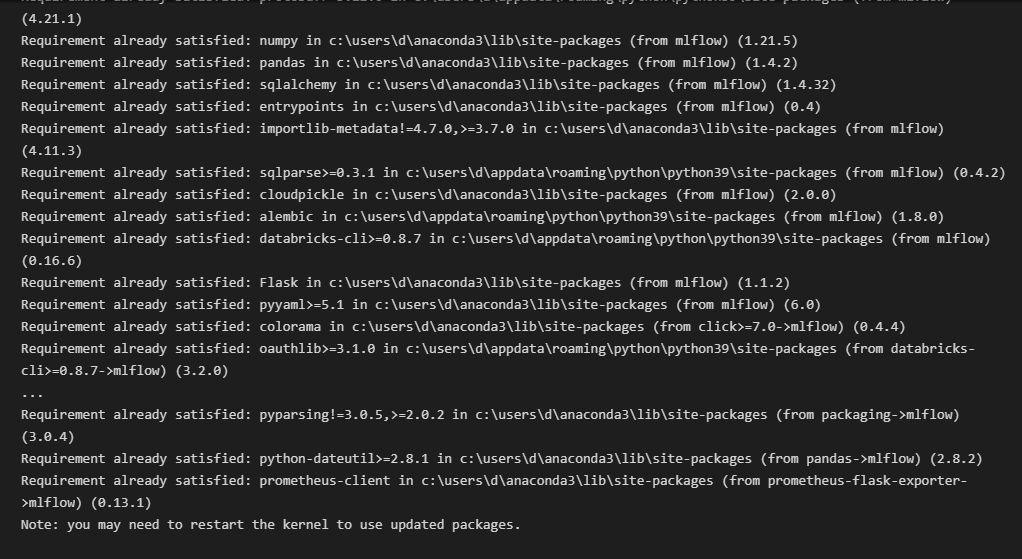 (4.21.1)
Requirement already satisfied: numpy in c:\users\d\anaconda3\lib\site-packages (from mlflow) (1.21.5)
Requirement already satisfied: pandas in c:\users\d\anaconda3\lib\site-packages (from mlflow) (1.4.2)
Requirement already satisfied: sqlalchemy in c:\users\d\anaconda3\lib\site-packages (from mlflow) (1.4.32)
Requirement already satisfied: entrypoints in c:\users\d\anaconda3\lib\site-packages (from mlflow) (0.4)
Requirement already satisfied: importlib-metadata!=4.7.0,>=3.7.0 in c:\users\d\anaconda3\lib\site-packages (from mlflow)
(4.11.3)
Requirement already satisfied: sqlparse>=0.3.1 in c:\users\d\appdata\roaming\python\python39\site-packages (from mlflow) (0.4.2)
Requirement already satisfied: cloudpickle in c:\users\d\anaconda3\lib\site-packages (from mlflow) (2.0.0)
Requirement already satisfied: alembic in c:\users\d\appdata\roaming\python\python39\site-packages (from mlflow) (1.8.0)
Requirement already satisfied: databricks-cli>=0.8.7 in c:\users\d\appdata\roaming\python\python39\site-packages (from mlflow)
(0.16.6)
Requirement already satisfied: Flask in c:\users\d\anaconda3\lib\site-packages (from mlflow) (1.1.2)
Requirement already satisfied: pyyaml>=5.1 in c:\users\d\anaconda3\lib\site-packages (from mlflow) (6.0)
Requirement already satisfied: colorama in c:\users\d\anaconda3\lib\site-packages (from click>=7.0->mlflow) (0.4.4)
Requirement already satisfied: oauthlib>=3.1.0 in c:\users\d\appdata\roaming\python\python39\site-packages (from databricks-
cli>=0.8.7->mlflow) (3.2.0)
...
Requirement already satisfied: pyparsing!=3.0.5,>=2.0.2 in c:\users\d\anaconda3\lib\site-packages (from packaging->mlflow)
(3.0.4)
Requirement already satisfied: python-dateutil>=2.8.1 in c:\users\d\anaconda3\lib\site-packages (from pandas->mlflow) (2.8.2)
Requirement already satisfied: prometheus-client in c:\users\d\anaconda3\lib\site-packages (from prometheus-flask-exporter-
>mlflow) (0.13.1)
Note: you may need to restart the kernel to use updated packages.